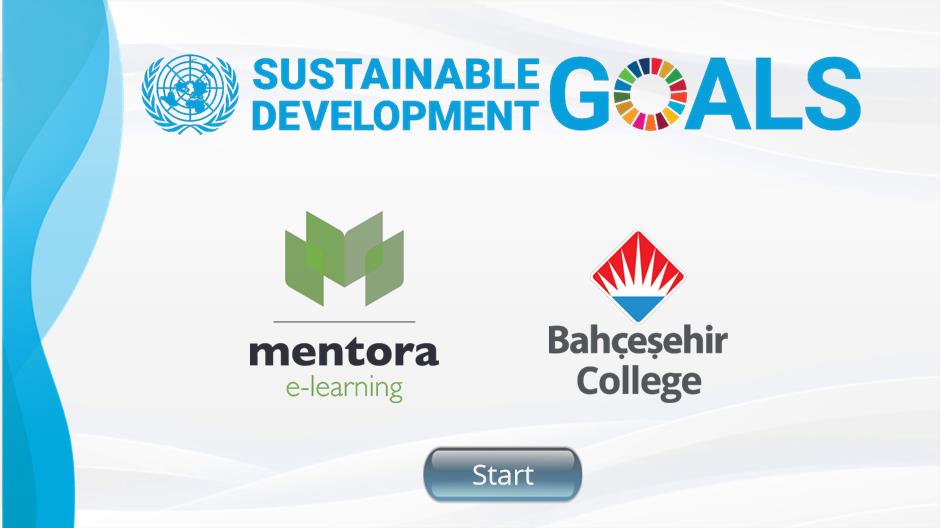 SUSTAINABLE
DEVELOPMENT GOALS
mentora
e-learning
Bahçeşehir
College
Start